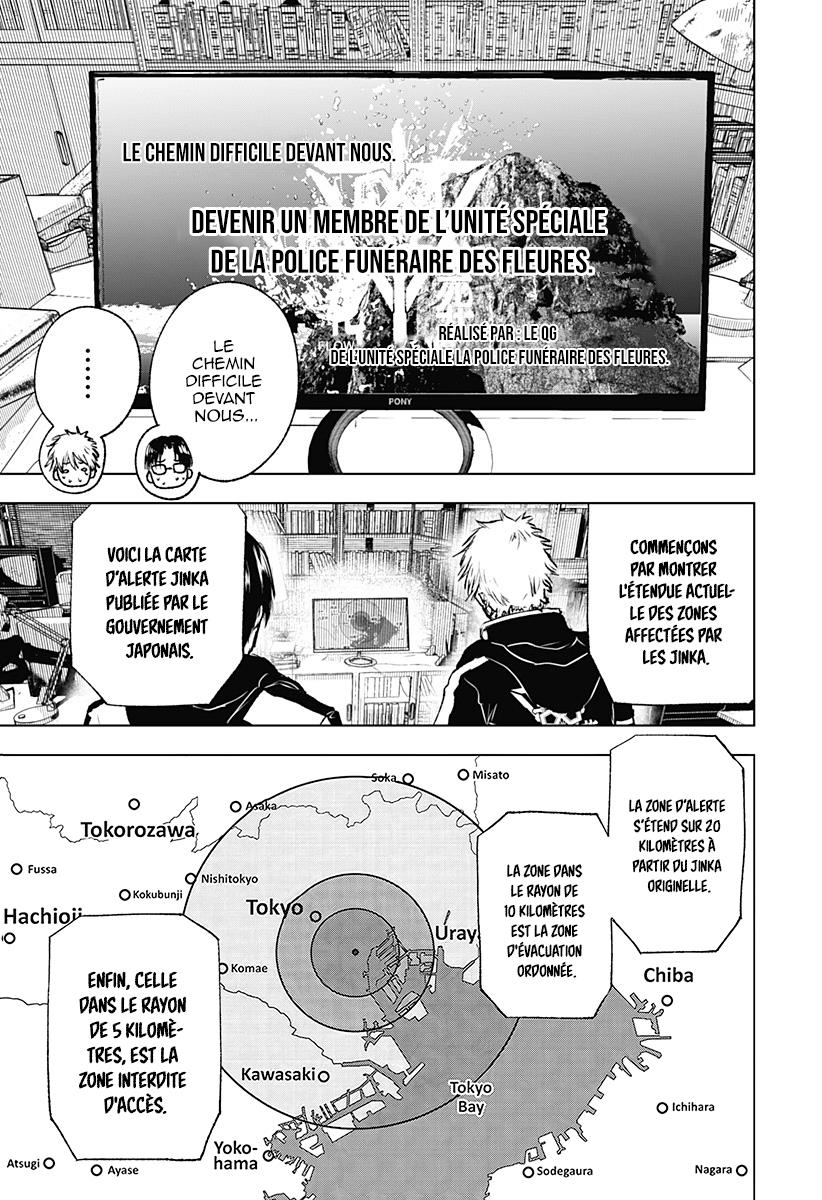 LE CHEMIN DIFFICILE DEVANT NOUS.
DEVENIR UN MEMBRE DE L'UNITÉ SPÉCIALE
DE LA POLICE FUNÉRAIRE DES FLEURES.
RÉALISÉ PAR : LE QG
DE L'UNITÉ SPÉCIALE LA POLICE FUNÉRAIRE DES FLEURES.
PONY
LE
CHEMIN
DIFFICILE
DEVANT
NOUS...
......
COMMENÇONS
PAR MONTRER
L'ÉTENDUE ACTUEL-
LE DES ZONES
AFFECTÉES PAR
LES JINKA.
VOICI LA CARTE
D'ALERTE JINKA
PUBLIÉE PAR LE
GOUVERNEMENT
JAPONAIS.
LA ZONE D'ALERTE
S'ÉTEND SUR 20
KILOMÈTRES À
PARTIR DU JINKA
ORIGINELLE.
LA ZONE DANS
LE RAYON DE
10 KILOMÈTRES
EST LA ZONE
D'ÉVACUATION
ORDONNÉE.
ENFIN, CELLE
DANS LE RAYON
DE 5 KILOMÈ-
TRES, EST LA
ZONE INTERDITE
D'ACCÈS.
Soka
Misato
Asaka
Tokorozawa
Fussa
Nishitokyo
Kokubunji
Hachioji
Tokyo
Uray
Komae
Chiba
Kawasaki
Tokyo
Bay
Ichihara
Yoko-
hama
Atsugi
Ayase
Sodegaura
Nagara